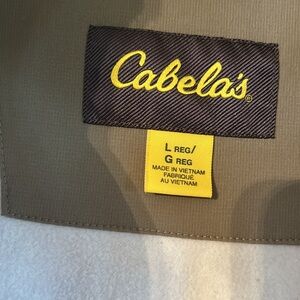 Cabela's®
L REG/
G REG
MADE IN VIETNAM
FABRIQUÉ
AU VIETNAM